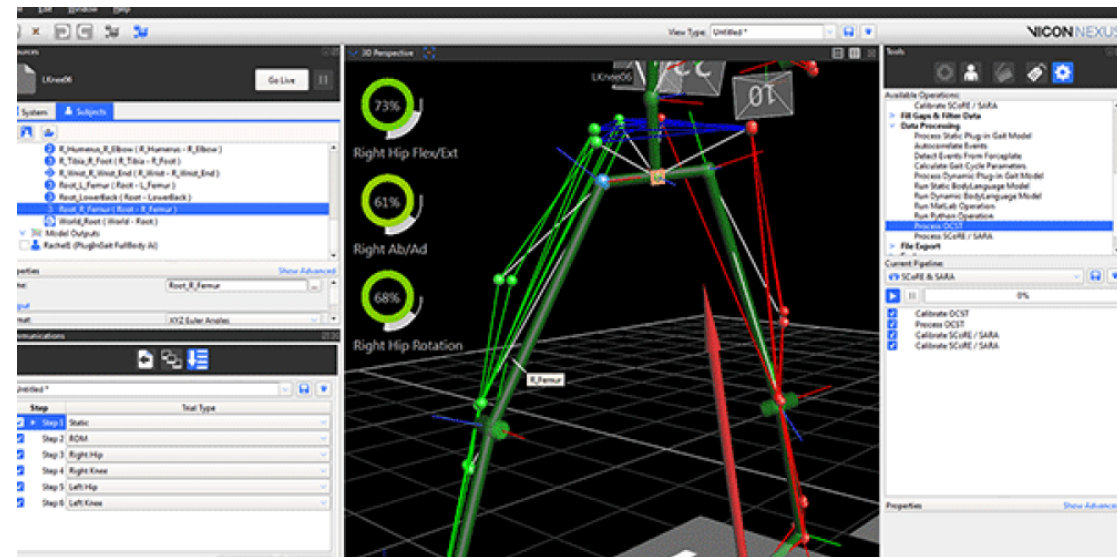 Window Help
View Type: Untitled*
VICON NEXUS
LKnee06
Go Live
System
Subjects
R_Humerus_R_Elbow ( R_Humerus - R_Elbow )
R_Tibia_R_Foot ( R_Tibia - R_Foot )
R_Wrist_R_Wrist_End ( R_Wrist - R_Wrist_End )
Root_L_Femur ( Root - L_Femur )
Root_LowerBack ( Root - LowerBack )
Root_R_Femur ( Root - R_Femur )
World_Root ( World - Root )
Model Outputs
Rachel8 (PlugInGait FullBody Ai)
Show Advanced
Root_R_Femur
XYZ Euler Angles
Untitled *
Step
Trial Type
Step 1 Static
Step 2 ROM
Step 3 Right Hip
Step 4 Right Knee
Step 5 Left Hip
Step 6 Left Knee
3D Perspective
LKnee06
73%
Right Hip Flex/Ext
61%
Right Ab/Ad
68%
Right Hip Rotation
R_Femur
10
Tools
Available Operations:
Calibrate SCoRE / SARA
Fill Gaps & Filter Data
Data Processing
Process Static Plug-in Gait Model
Autocorrelate Events
Detect Events From Forceplate
Calculate Gait Cycle Parameters
Process Dynamic Plug-in Gait Model
Run Static BodyLanguage Model
Run Dynamic BodyLanguage Model
Run MatLab Operation
Run Python Operation
Process OCST
Process SCoRE / SARA
File Export
Current Pipeline:
SCoRE & SARA
0%
Calibrate OCST
Process OCST
Calibrate SCoRE / SARA
Calibrate SCoRE / SARA
Properties
Show Advanced